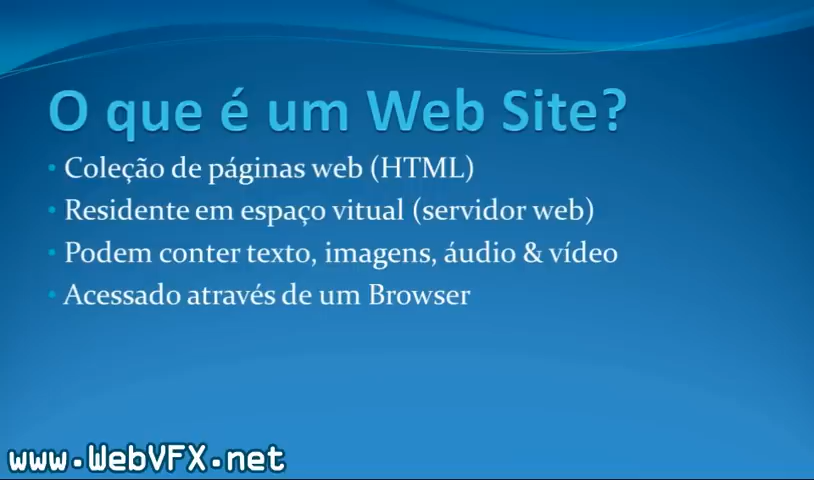 O que é um Web Site?
• Coleção de páginas web (HTML)
• Residente em espaço vitual (servidor web)
• Podem conter texto, imagens, áudio & vídeo
• Acessado através de um Browser
www.WebVFX.net